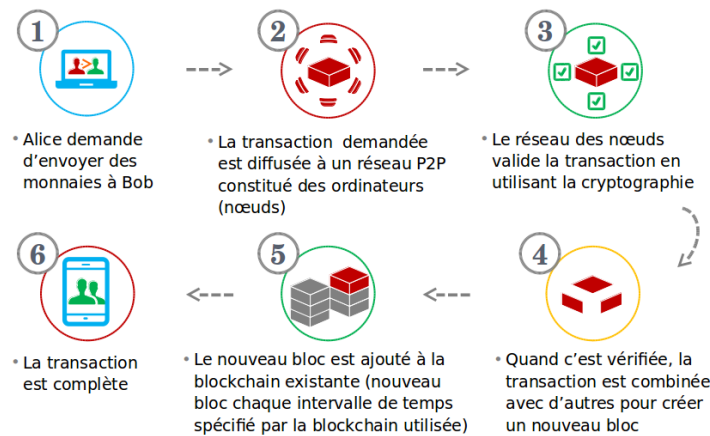 1
• Alice demande
d’envoyer des
monnaies à Bob
2
• La transaction demandée
est diffusée à un réseau P2P
constitué des ordinateurs
(nœuds)
3
• Le réseau des nœuds
valide la transaction en
utilisant la cryptographie
4
• Quand c’est vérifiée, la
transaction est combinée
avec d’autres pour créer
un nouveau bloc
5
• Le nouveau bloc est ajouté à la
blockchain existante (nouveau
bloc chaque intervalle de temps
spécifié par la blockchain utilisée)
6
• La transaction
est complète